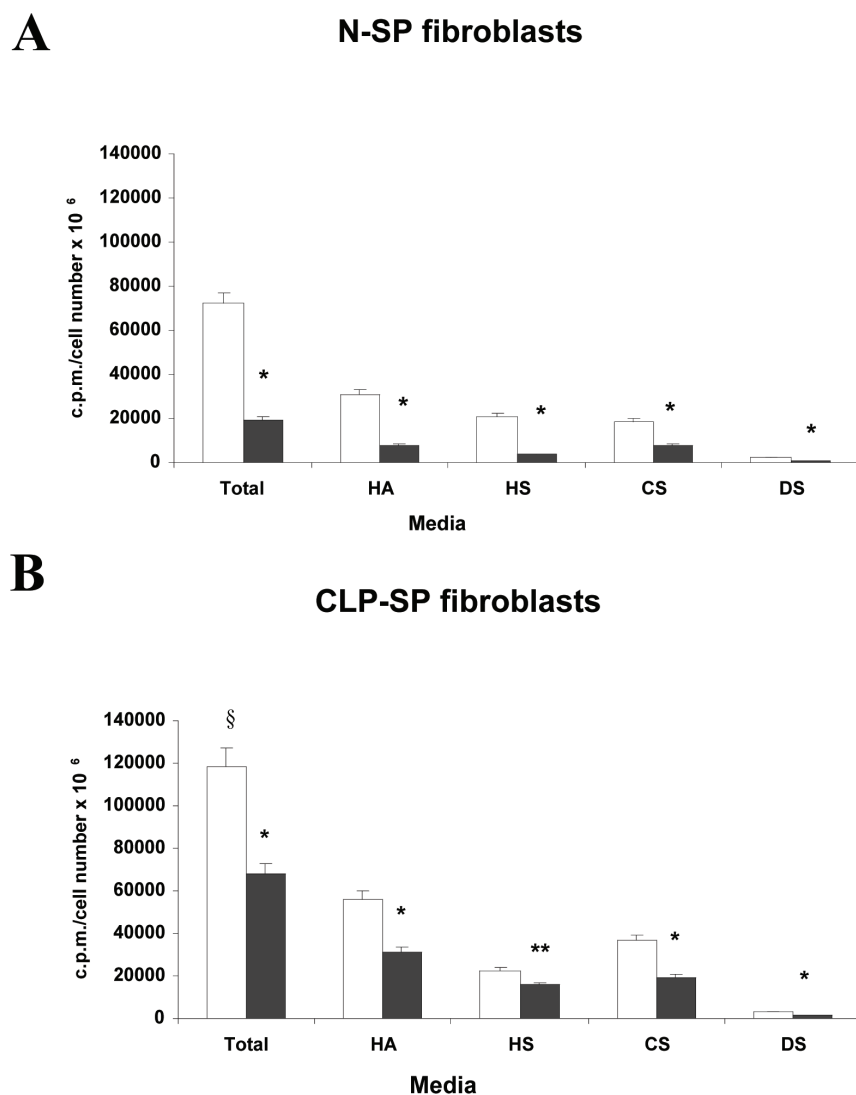 A
N-SP fibroblasts
c.p.m./cell number x 10 6
140000
120000
100000
80000
60000
40000
20000
0
*
*
*
*
*
Total HA HS CS DS
Media
B
CLP-SP fibroblasts
c.p.m./cell number x 10 6
140000
120000
100000
80000
60000
40000
20000
0
§
*
*
**
*
*
Total HA HS CS DS
Media